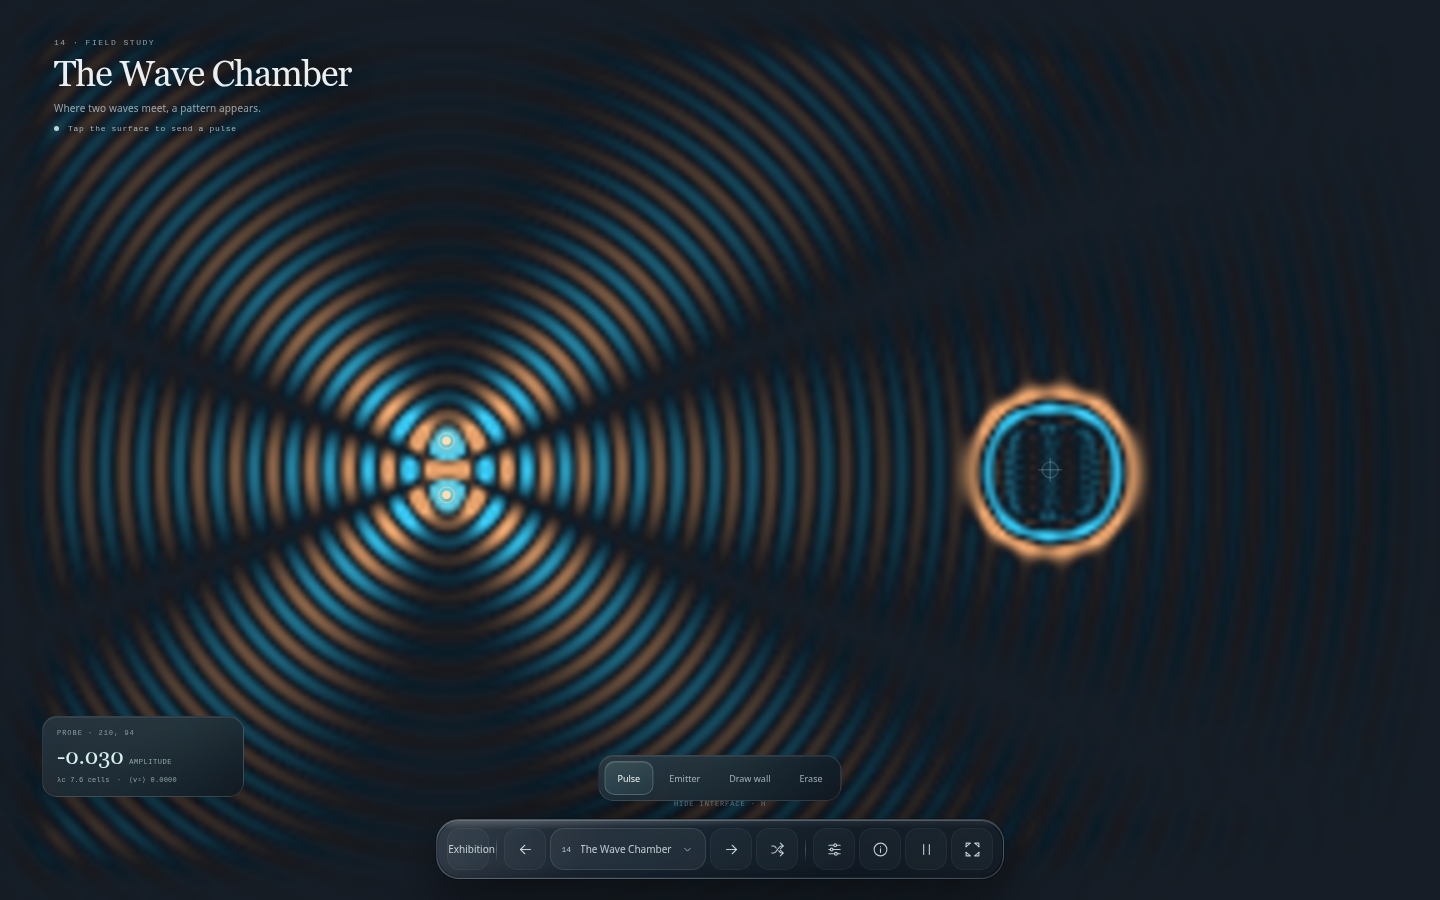 14 · FIELD STUDY
The Wave Chamber
Where two waves meet, a pattern appears.
Tap the surface to send a pulse
PROBE · 210, 94
-0.030 AMPLITUDE
λc 7.6 cells · ⟨ν²⟩ 0.0000
Pulse Emitter Draw wall Erase
HIDE INTERFACE · H
Exhibition 14 The Wave Chamber